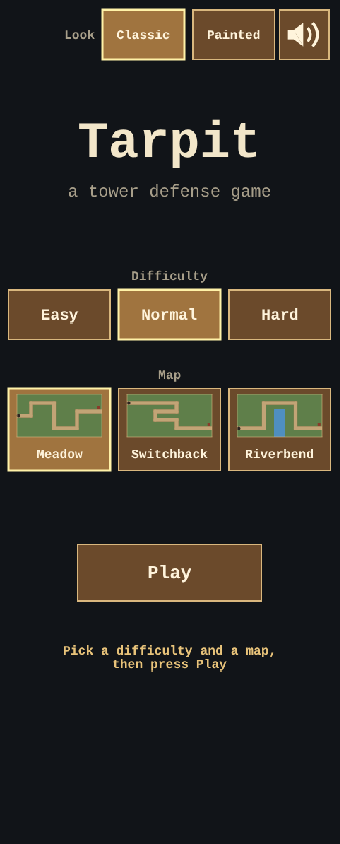 Look Classic Painted
Tarpit
a tower defense game
Difficulty
Easy Normal Hard
Map
Meadow Switchback Riverbend
Play
Pick a difficulty and a map,
then press Play